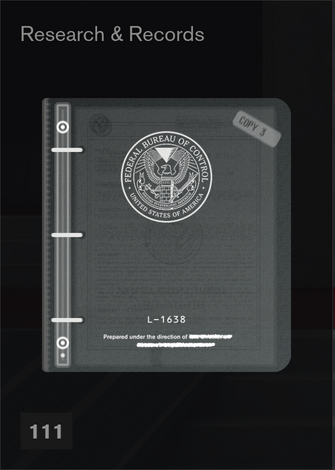 Research & Records
COPY 3
FEDERAL BUREAU OF CONTROL
UNITED STATES OF AMERICA
L-1638
Prepared under the direction of
111